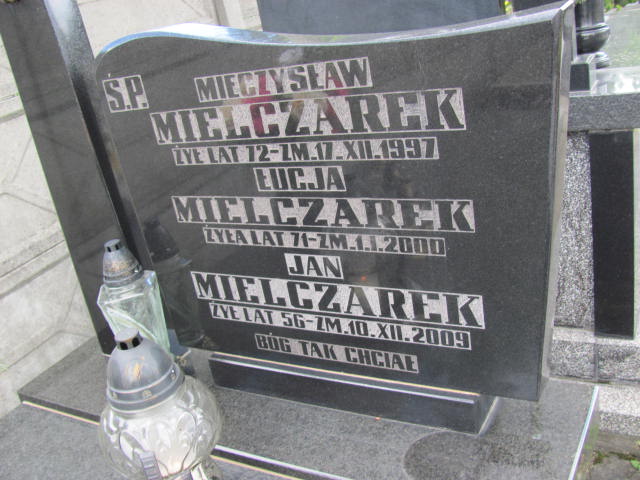 Ś.P. MIECZYSŁAW
MIELCZAREK
ŻYŁ LAT 72-ZM.17.XII.1997
ŁUCJA
MIELCZAREK
ŻYŁA LAT 71-ZM.1.I.2000
JAN
MIELCZAREK
ŻYŁ LAT 56-ZM.10.XII.2009
BÓG TAK CHCIAŁ